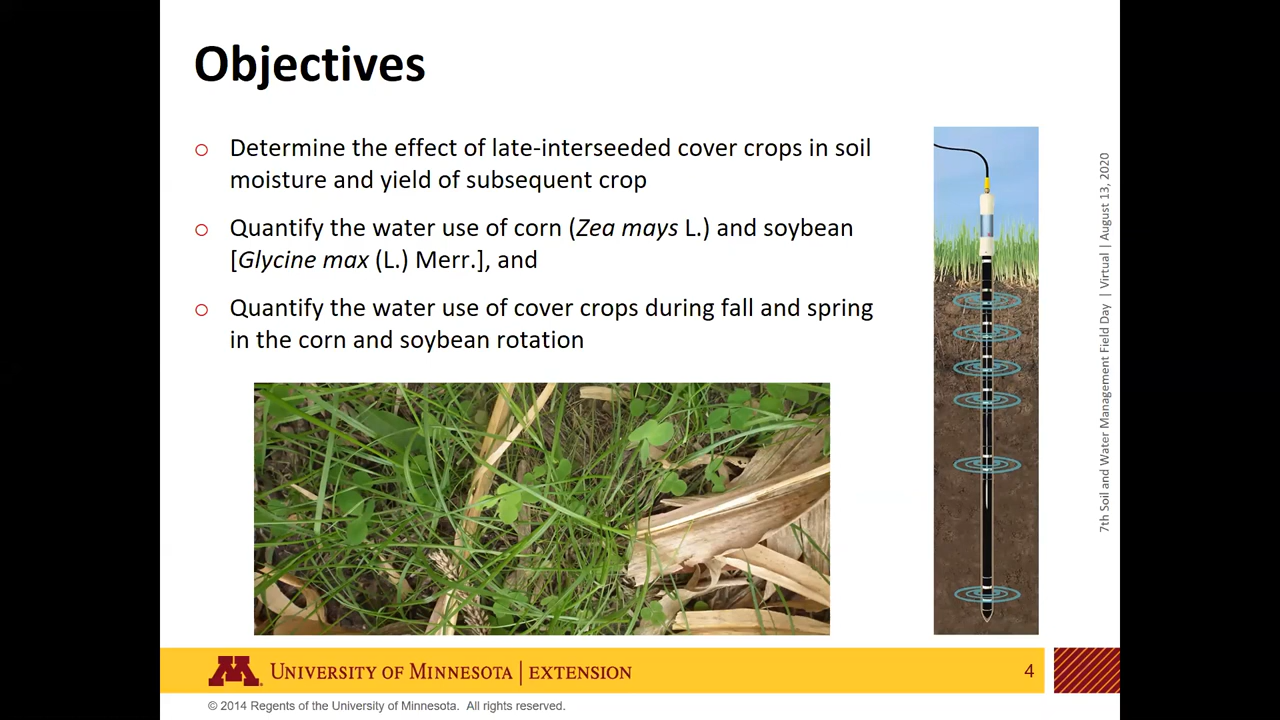 Objectives
Determine the effect of late-interseeded cover crops in soil
moisture and yield of subsequent crop
Quantify the water use of corn (Zea mays L.) and soybean
[Glycine max (L.) Merr.], and
Quantify the water use of cover crops during fall and spring
in the corn and soybean rotation
7th Soil and Water Management Field Day | Virtual | August 13, 2020
M UNIVERSITY OF MINNESOTA | EXTENSION
4
© 2014 Regents of the University of Minnesota. All rights reserved.